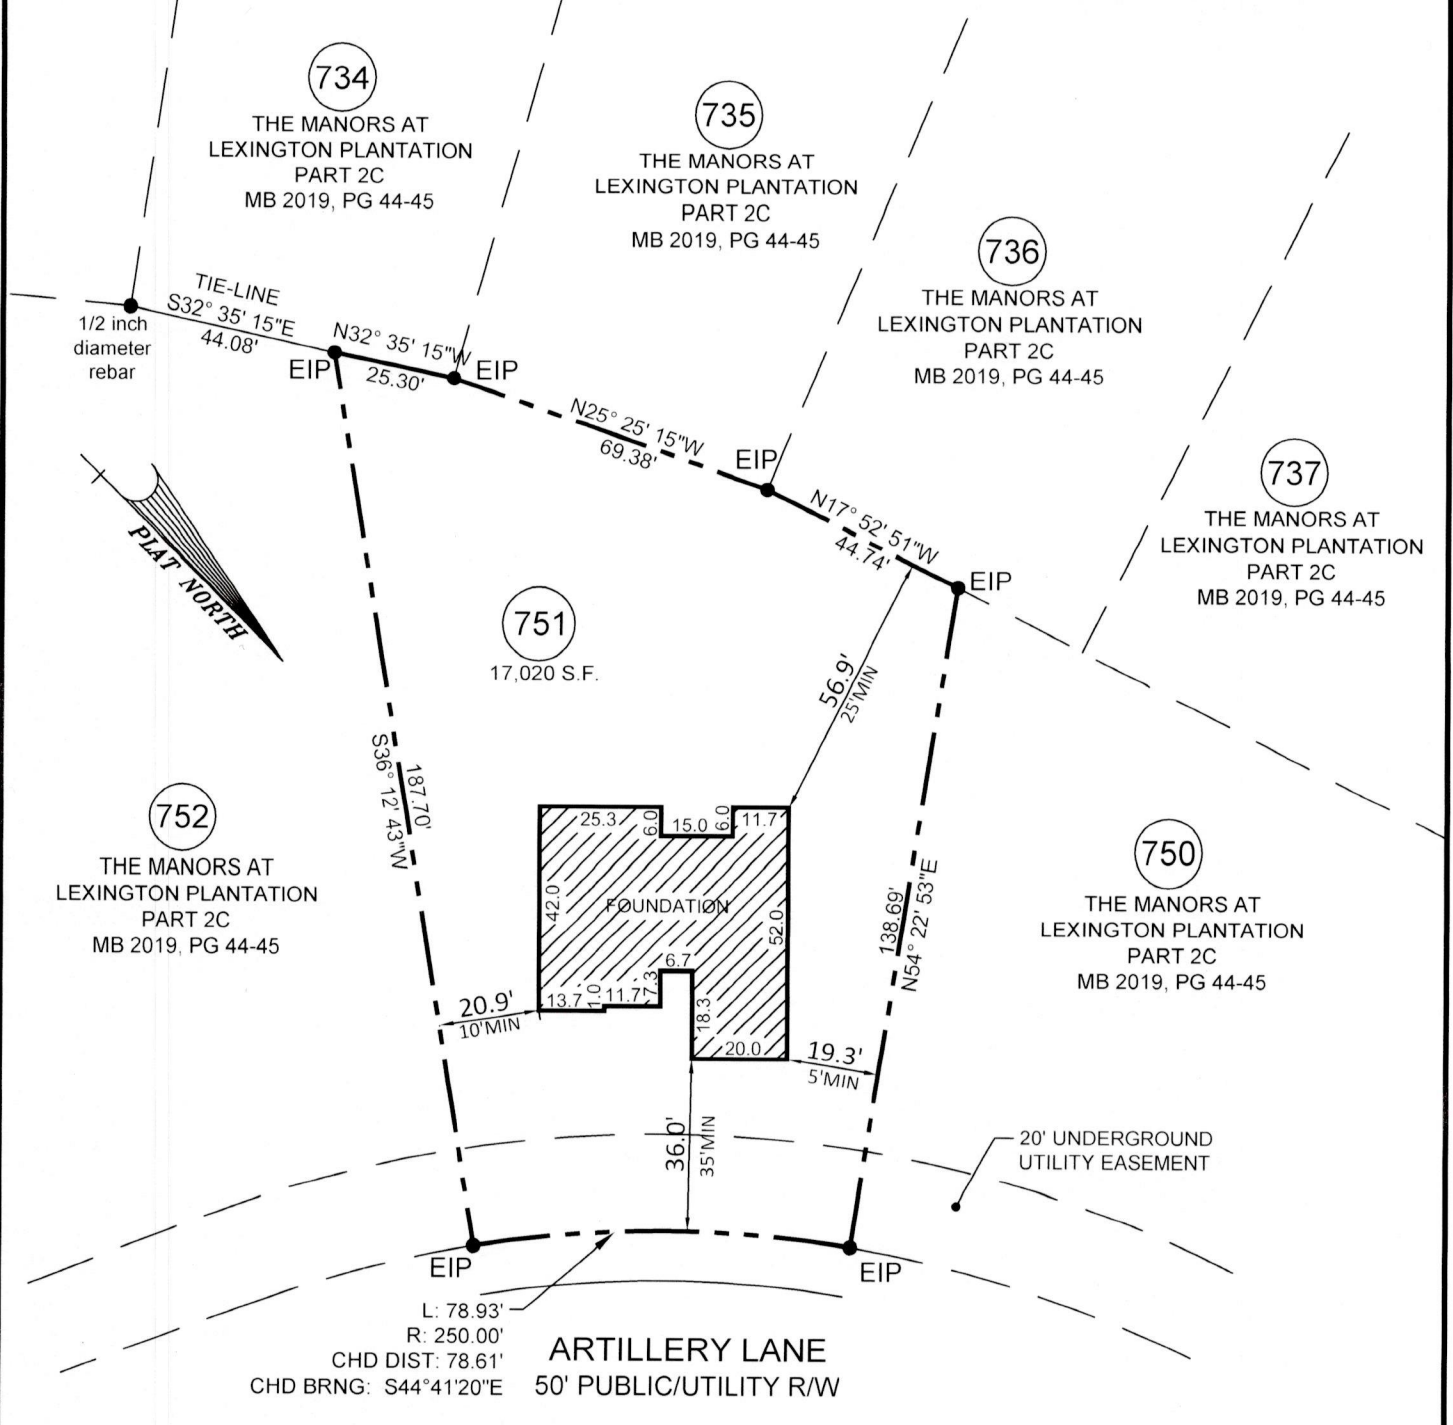 734
THE MANORS AT
LEXINGTON PLANTATION
PART 2C
MB 2019, PG 44-45
735
THE MANORS AT
LEXINGTON PLANTATION
PART 2C
MB 2019, PG 44-45
736
THE MANORS AT
LEXINGTON PLANTATION
PART 2C
MB 2019, PG 44-45
737
THE MANORS AT
LEXINGTON PLANTATION
PART 2C
MB 2019, PG 44-45
TIE-LINE
S32° 35' 15"E
44.08'
1/2 inch
diameter
rebar
EIP
N32° 35' 15"W
25.30'
EIP
N25° 25' 15"W
69.38'
EIP
N17° 52' 51"W
44.74'
EIP
PLAT NORTH
751
17,020 S.F.
56.9'
25'MIN
187.70'
S36° 12' 43"W
752
THE MANORS AT
LEXINGTON PLANTATION
PART 2C
MB 2019, PG 44-45
25.3
6.0
15.0
6.0
11.7
42.0
FOUNDATION
52.0
6.7
7.3
13.7
1.0
11.7
18.3
20.0
138.69'
N54° 22' 53"E
750
THE MANORS AT
LEXINGTON PLANTATION
PART 2C
MB 2019, PG 44-45
20.9'
10'MIN
19.3'
5'MIN
36.0'
35'MIN
20' UNDERGROUND
UTILITY EASEMENT
EIP
EIP
L: 78.93'
R: 250.00'
CHD DIST: 78.61'
CHD BRNG: S44°41'20"E
ARTILLERY LANE
50' PUBLIC/UTILITY R/W